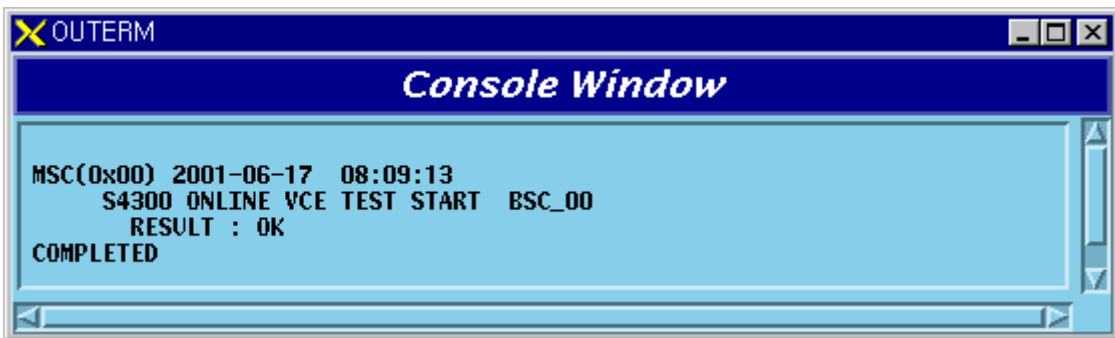 OUTERM
Console Window
MSC(0x00) 2001-06-17  08:09:13
     S4300 ONLINE VCE TEST START  BSC_00
       RESULT : OK
COMPLETED